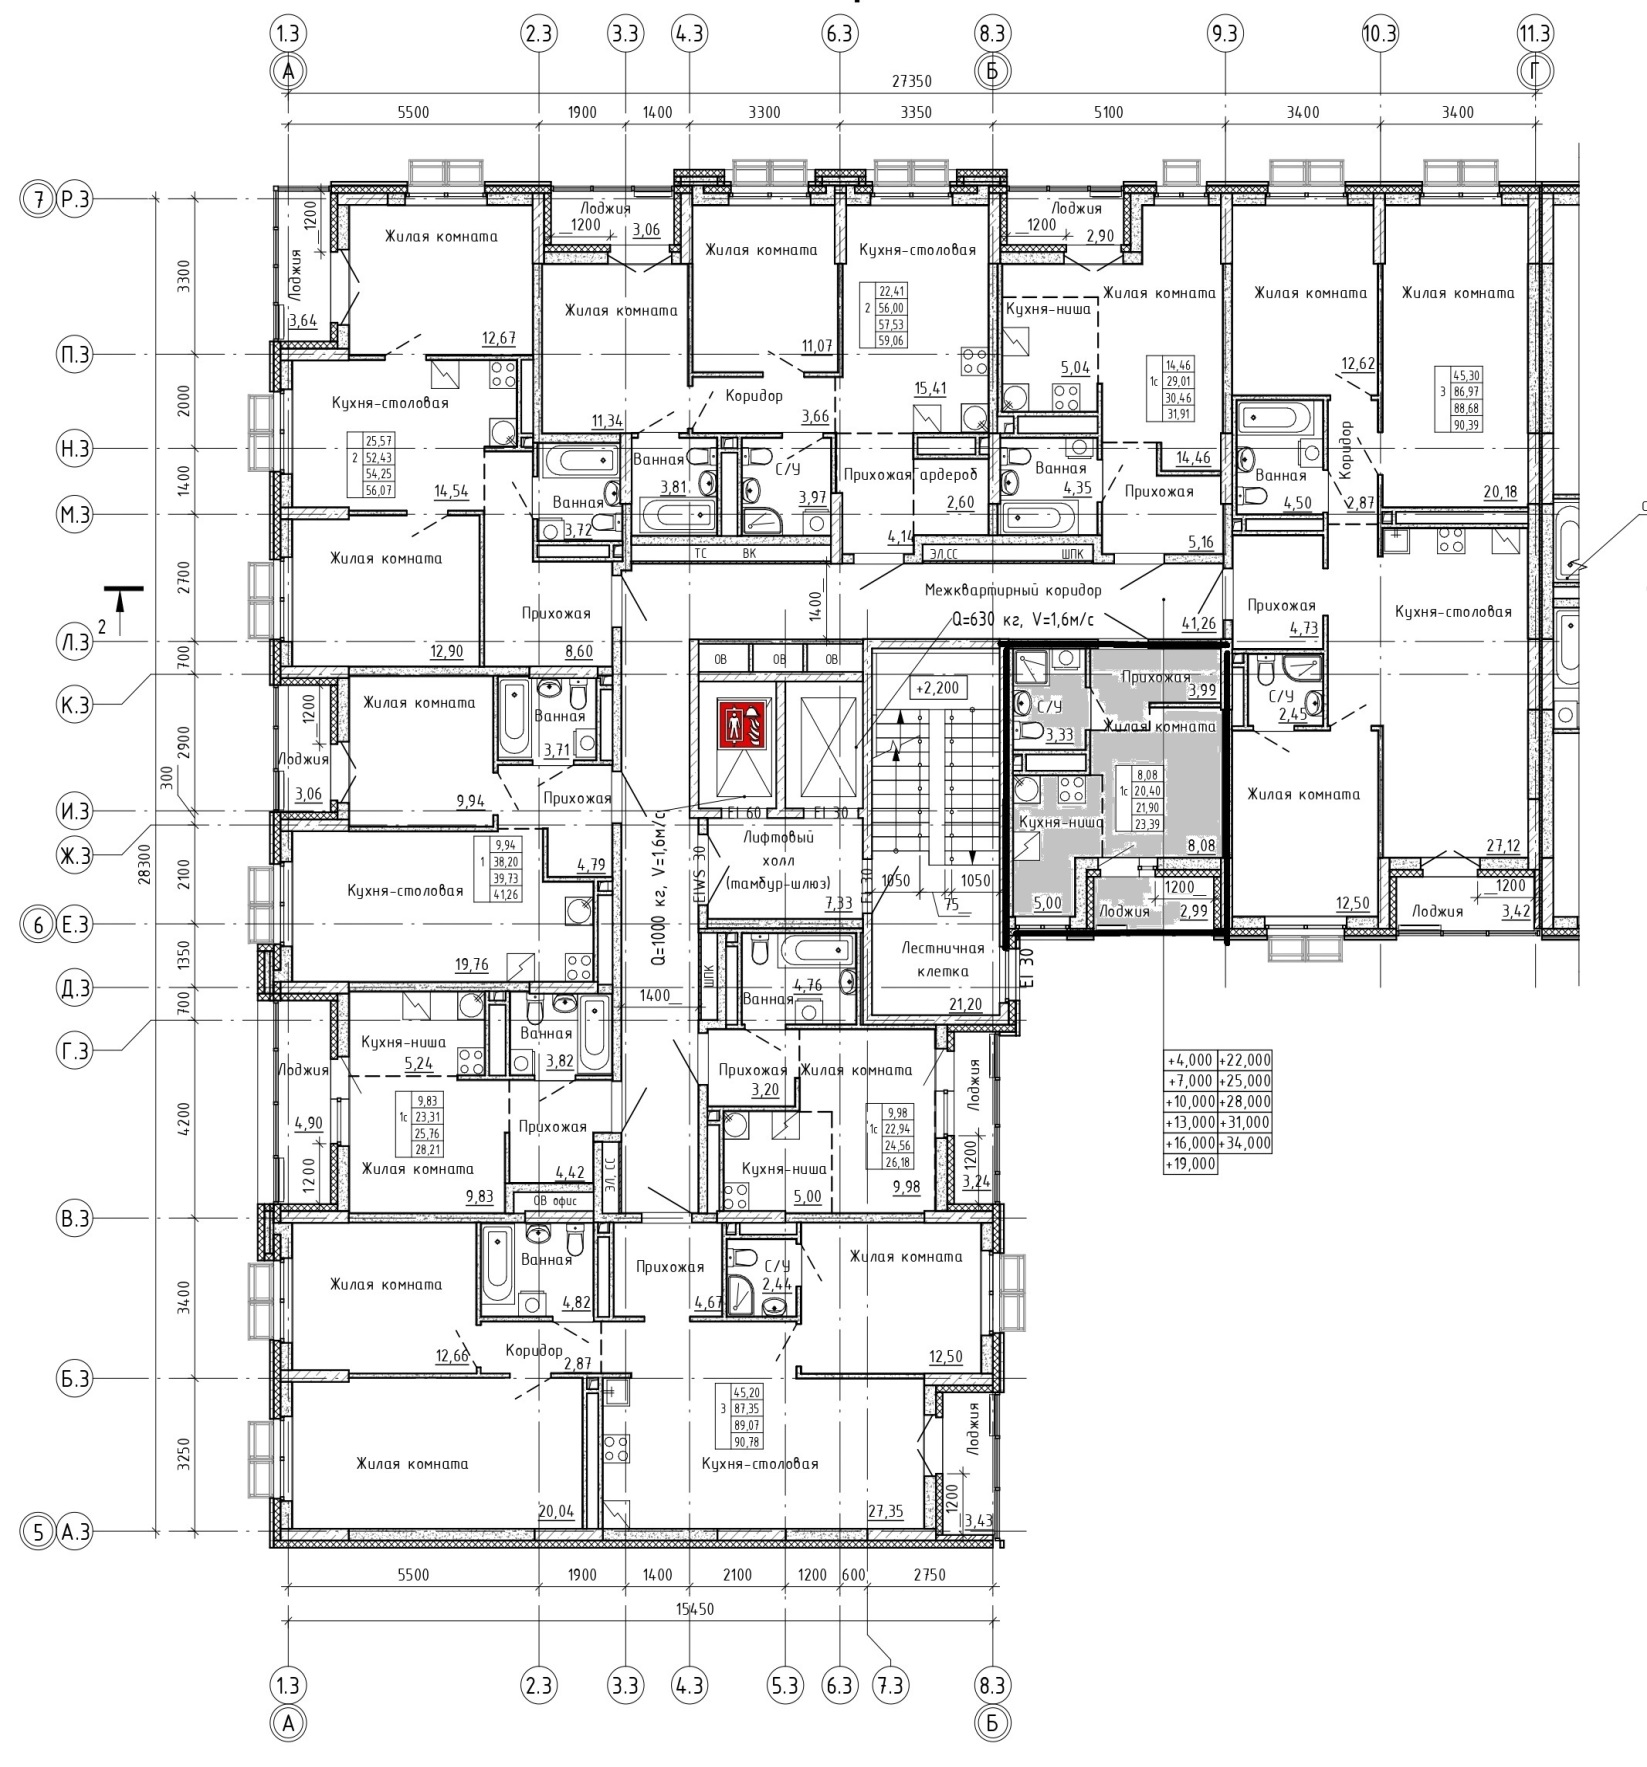 1.3 2.3 3.3 4.3 6.3 8.3 9.3 10.3 11.3
А Б Г
27350
5500 1900 1400 3300 3350 5100 3400 3400
7 Р.3
П.3
Н.3
М.3
Л.3
К.3
И.3
Ж.3
6 Е.3
Д.3
Г.3
В.3
Б.3
5 А.3
28300
3300
2000
1400
2700
700
2900
300
2100
1350
700
4200
3400
3250
2
Лоджия
1200
3,64
Жилая комната
12,67
Лоджия
1200
3,06
Жилая комната
11,34
Жилая комната
11,07
Кухня-столовая
22,41
2 56,00
57,53
59,06
15,41
Коридор
3,66
Лоджия
1200
2,90
Жилая комната
Кухня-ниша
5,04
14,46
1с 29,01
30,46
31,91
14,46
Жилая комната
12,62
Жилая комната
45,30
3 86,97
88,68
90,39
20,18
Кухня-столовая
25,57
2 52,43
54,25
56,07
14,54
Ванная
3,72
Ванная
3,81
С/У
3,97
Прихожая
4,14
Гардероб
2,60
Ванная
4,35
Прихожая
5,16
Ванная
4,50
Коридор
2,87
ТС ВК
ЭЛ.СС ШПК
Жилая комната
12,90
Прихожая
8,60
1400
Межквартирный коридор
Q=630 кг, V=1,6м/с
41,26
Прихожая
4,73
Кухня-столовая
27,12
ОВ ОВ ОВ
+2,200
С/У
3,33
Прихожая
3,99
Жилая комната
8,08
1с 20,40
21,90
23,39
8,08
Кухня-ниша
5,00
Лоджия
1200
2,99
С/У
2,45
Жилая комната
12,50
Лоджия
1200
3,42
Лоджия
1200
3,06
Жилая комната
9,94
Ванная
3,71
Прихожая
4,79
9,94
1 38,20
39,73
41,26
Кухня-столовая
19,76
EI 60 EI 30
Лифтовый
холл
(тамбур-шлюз)
7,33
EIWS 30
EI 30
Q=1000 кг, V=1,6м/с
1050 1050
75
Лестничная
клетка
21,20
EI 30
ШПК
Ванная
4,76
1400
Лоджия
4,90
1200
Кухня-ниша
5,24
Ванная
3,82
9,83
1с 23,31
25,76
28,21
Жилая комната
9,83
Прихожая
4,42
ОВ офис
ЭЛ. СС
Прихожая
3,20
Жилая комната
9,98
1с 22,94
24,56
26,18
9,98
Кухня-ниша
5,00
Лоджия
1200
3,24
+4,000 +22,000
+7,000 +25,000
+10,000 +28,000
+13,000 +31,000
+16,000 +34,000
+19,000
Жилая комната
12,66
Ванная
4,82
Прихожая
4,67
С/У
2,44
Жилая комната
12,50
Коридор
2,87
Жилая комната
20,04
45,20
3 87,35
89,07
90,78
Кухня-столовая
27,35
Лоджия
1200
3,43
5500 1900 1400 2100 1200 600 2750
15450
1.3 2.3 3.3 4.3 5.3 6.3 7.3 8.3
А Б